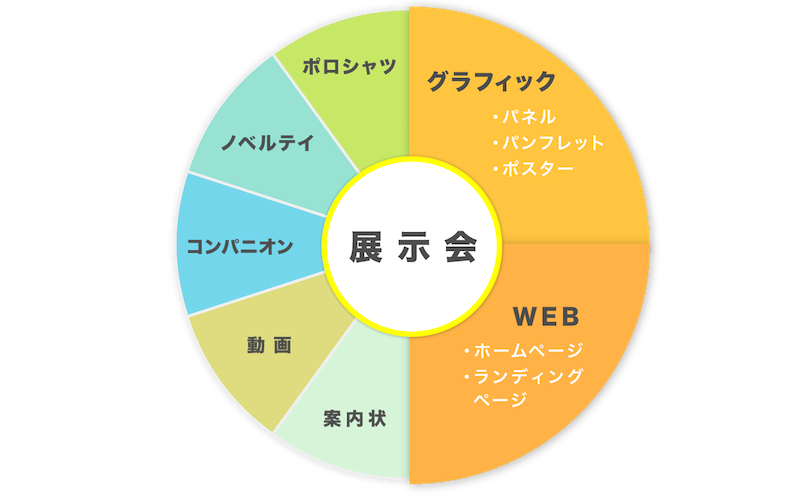 ポロシャツ
グラフィック
・パネル
・パンフレット
・ポスター
ノベルテイ
コンパニオン
展示会
動画
案内状
WEB
・ホームページ
・ランディング
ページ